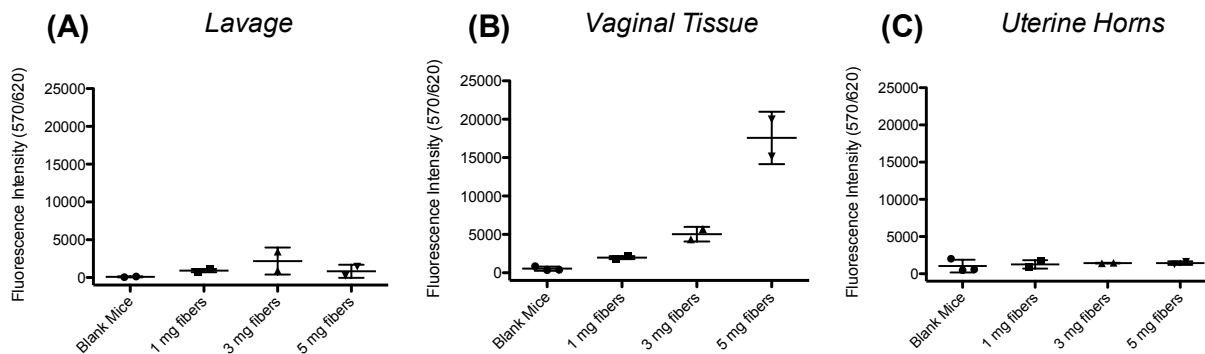 (A) Lavage
Fluorescence Intensity (570/620)
25000
20000
15000
10000
5000
0
Blank Mice
1 mg fibers
3 mg fibers
5 mg fibers
(B) Vaginal Tissue
Fluorescence Intensity (570/620)
25000
20000
15000
10000
5000
0
Blank Mice
1 mg fibers
3 mg fibers
5 mg fibers
(C) Uterine Horns
Fluorescence Intensity (570/620)
25000
20000
15000
10000
5000
0
Blank Mice
1 mg fibers
3 mg fibers
5 mg fibers